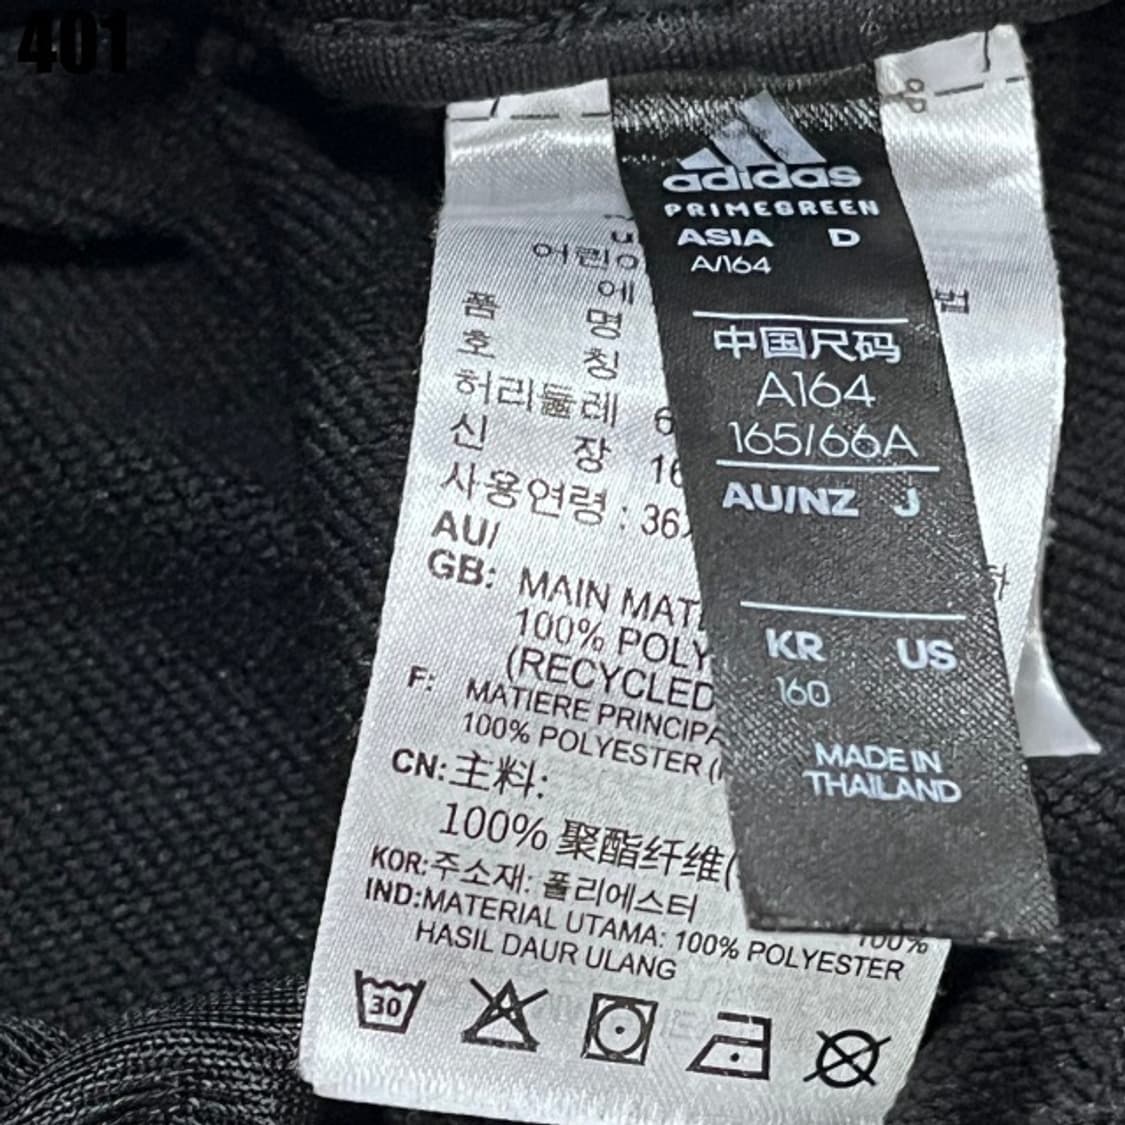 401
adidas
PRIMEGREEN
ASIA D
A/164
中国尺码
A164
165/66A
AU/NZ J
KR US
160
MADE IN
THAILAND
어린이
에
품 명
호 칭
허리둘레 6
신 장 16
사용연령 : 36
법
AU/
GB: MAIN MAT
100% POLY
(RECYCLED
F: MATIERE PRINCIPA
100% POLYESTER (
CN: 主料:
100% 聚酯纤维(
KOR: 주소재: 폴리에스터 100%
IND: MATERIAL UTAMA: 100% POLYESTER
HASIL DAUR ULANG
30